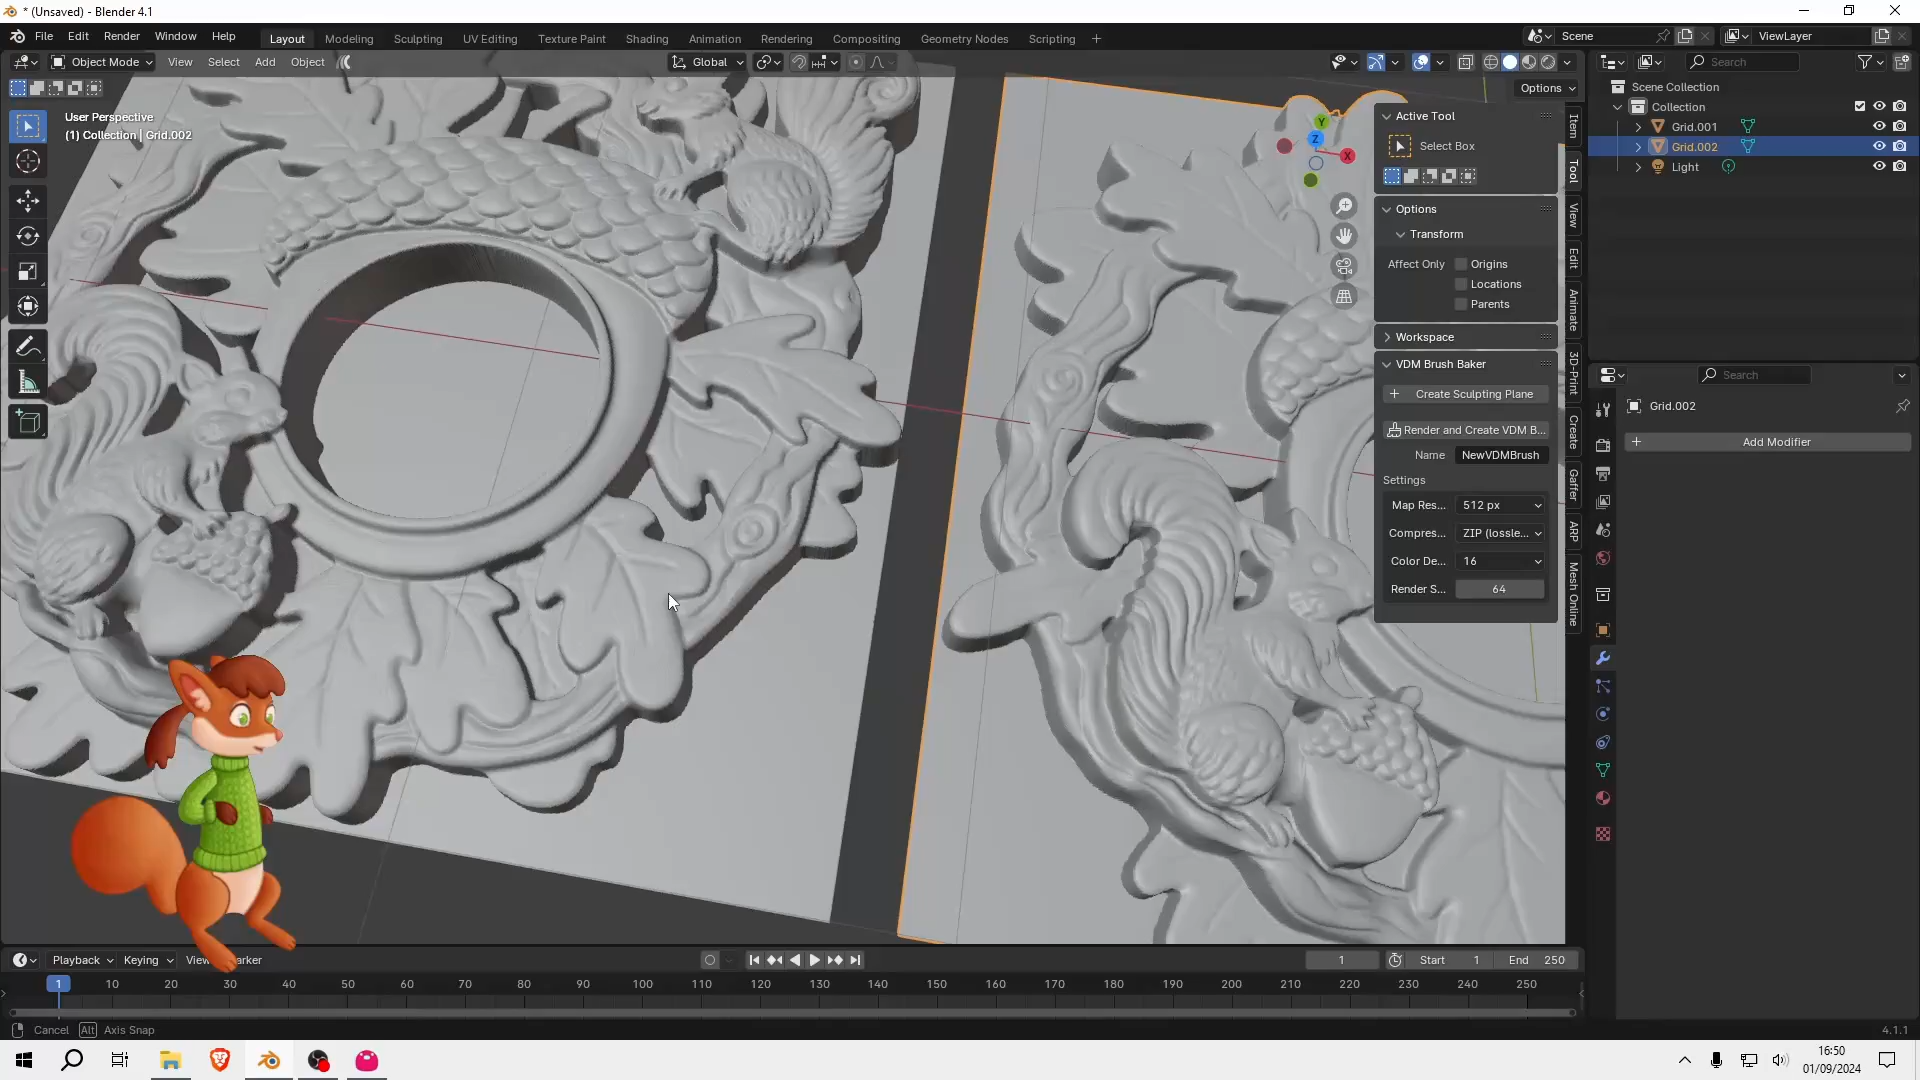 * (Unsaved) - Blender 4.1
File Edit Render Window Help
Layout Modeling Sculpting UV Editing Texture Paint Shading Animation Rendering Compositing Geometry Nodes Scripting +
Scene
ViewLayer
Object Mode View Select Add Object
Global
Search
Options
User Perspective
(1) Collection | Grid.002
Y
Z
X
Active Tool
Select Box
Options
Transform
Affect Only Origins
Locations
Parents
Workspace
VDM Brush Baker
Create Sculpting Plane
Render and Create VDM B...
Name NewVDMBrush
Settings
Map Res... 512 px
Compres... ZIP (lossle...
Color De... 16
Render S... 64
Item
Tool
View
Edit
Animate
3D-Print
Create
Gaffer
ARP
Mesh Online
Scene Collection
Collection
Grid.001
Grid.002
Light
Search
Grid.002
Add Modifier
Playback Keying View Marker
1
Start 1 End 250
1 10 20 30 40 50 60 70 80 90 100 110 120 130 140 150 160 170 180 190 200 210 220 230 240 250
Cancel Alt Axis Snap
4.1.1
16:50
01/09/2024